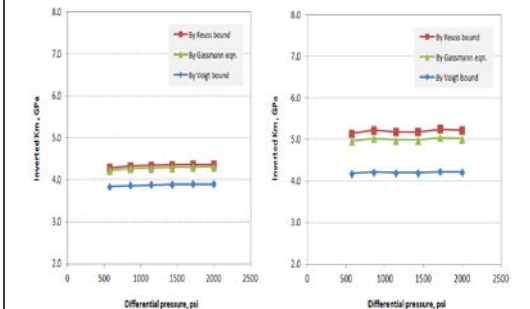 8.0
7.0
6.0
5.0
4.0
3.0
2.0
Inverted Km, GPa
By Reuss bound
By Gassmann eqn.
By Voigt bound
0 500 1000 1500 2000 2500
Differential pressure, psi
8.0
7.0
6.0
5.0
4.0
3.0
2.0
Inverted Km, GPa
By Reuss bound
By Gassmann eqn.
By Voigt bound
0 500 1000 1500 2000 2500
Differential pressure, psi